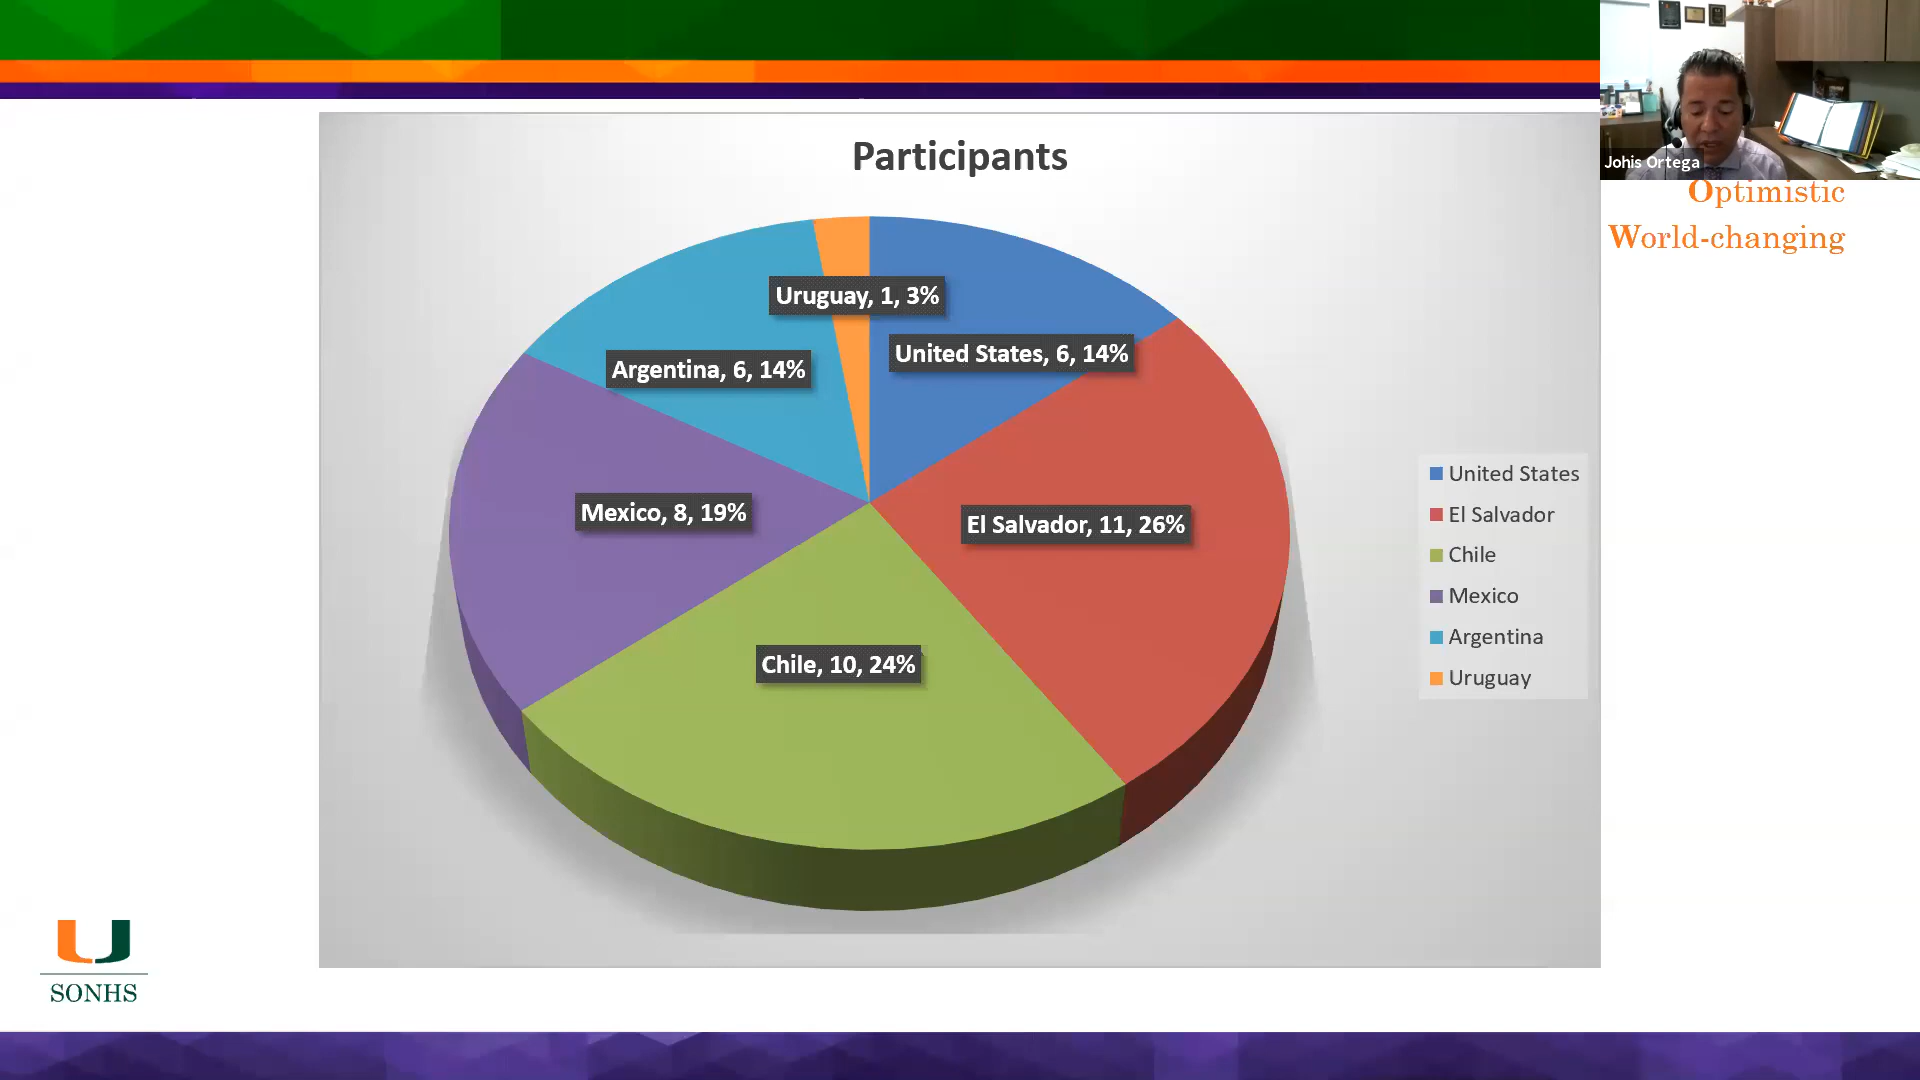 Participants
Johis Ortega
Optimistic
World-changing
Uruguay, 1, 3%
United States, 6, 14%
Argentina, 6, 14%
Mexico, 8, 19%
El Salvador, 11, 26%
Chile, 10, 24%
United States
El Salvador
Chile
Mexico
Argentina
Uruguay
U
SONHS